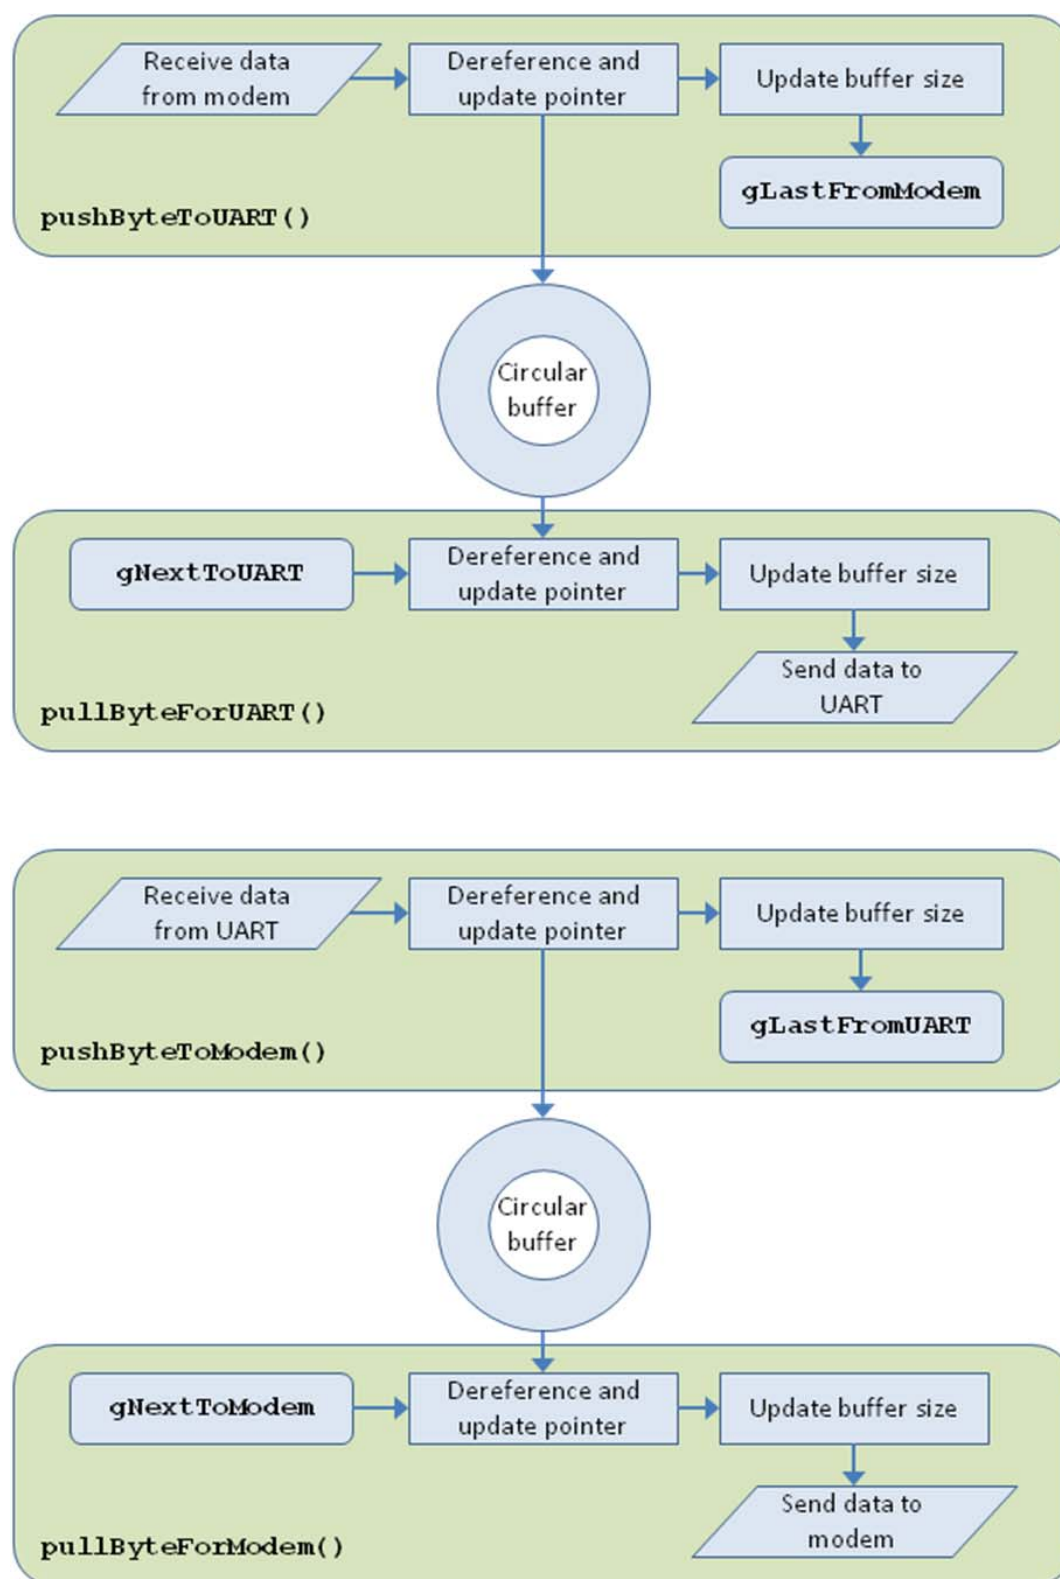 Receive data
from modem
Dereference and
update pointer
Update buffer size
gLastFromModem
pushByteToUART()
Circular
buffer
gNextToUART
Dereference and
update pointer
Update buffer size
Send data to
UART
pullByteForUART()
Receive data
from UART
Dereference and
update pointer
Update buffer size
gLastFromUART
pushByteToModem()
Circular
buffer
gNextToModem
Dereference and
update pointer
Update buffer size
Send data to
modem
pullByteForModem()